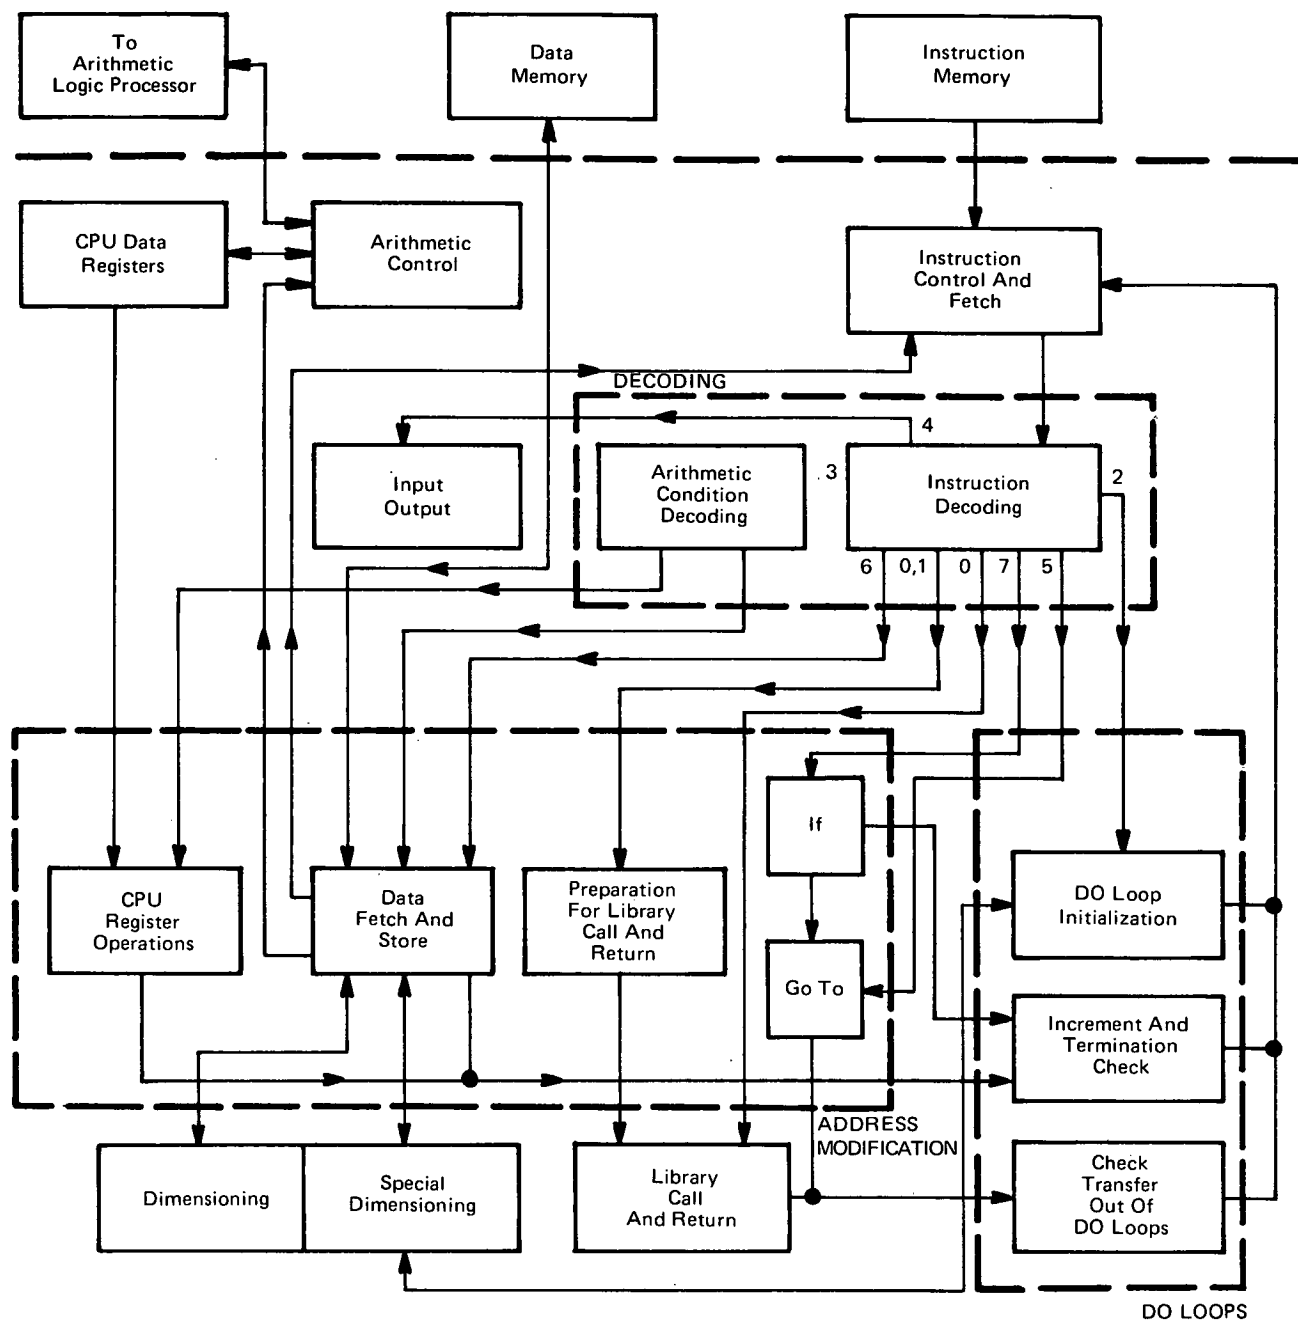 To
Arithmetic
Logic Processor
Data
Memory
Instruction
Memory
CPU Data
Registers
Arithmetic
Control
Instruction
Control And
Fetch
DECODING
4
Input
Output
Arithmetic
Condition
Decoding
3
Instruction
Decoding
2
6
0,1
0
7
5
If
CPU
Register
Operations
Data
Fetch And
Store
Preparation
For Library
Call And
Return
Go To
DO Loop
Initialization
Increment And
Termination
Check
ADDRESS
MODIFICATION
Dimensioning
Special
Dimensioning
Library
Call
And Return
Check
Transfer
Out Of
DO Loops
DO LOOPS